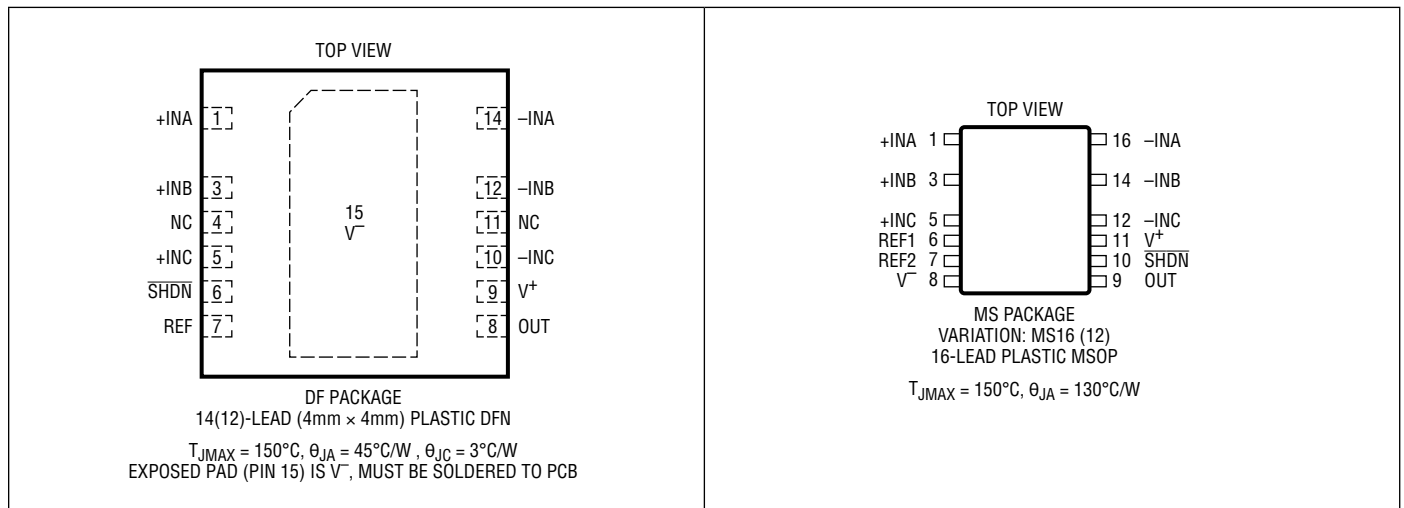 TOP VIEW
+INA 1 14 –INA
+INB 3 12 –INB
NC 4 11 NC
15
V–
+INC 5 10 –INC
SHDN 6 9 V+
REF 7 8 OUT
DF PACKAGE
14(12)-LEAD (4mm × 4mm) PLASTIC DFN
TJMAX = 150°C, θJA = 45°C/W , θJC = 3°C/W
EXPOSED PAD (PIN 15) IS V–, MUST BE SOLDERED TO PCB
TOP VIEW
+INA 1 16 –INA
+INB 3 14 –INB
+INC 5 12 –INC
REF1 6 11 V+
REF2 7 10 SHDN
V– 8 9 OUT
MS PACKAGE
VARIATION: MS16 (12)
16-LEAD PLASTIC MSOP
TJMAX = 150°C, θJA = 130°C/W